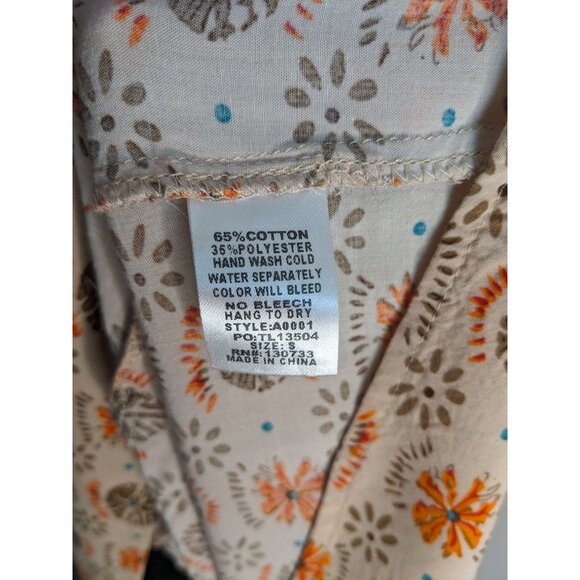 65%COTTON
35%POLYESTER
HAND WASH COLD
WATER SEPARATELY
COLOR WILL BLEED
NO BLEECH
HANG TO DRY
STYLE:A0001
PO:TL13504
SIZE: S
RN#:130733
MADE IN CHINA